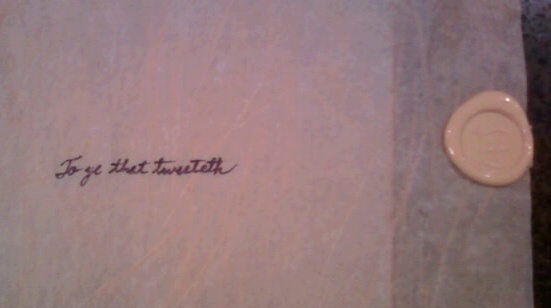 To ye that tweeteth